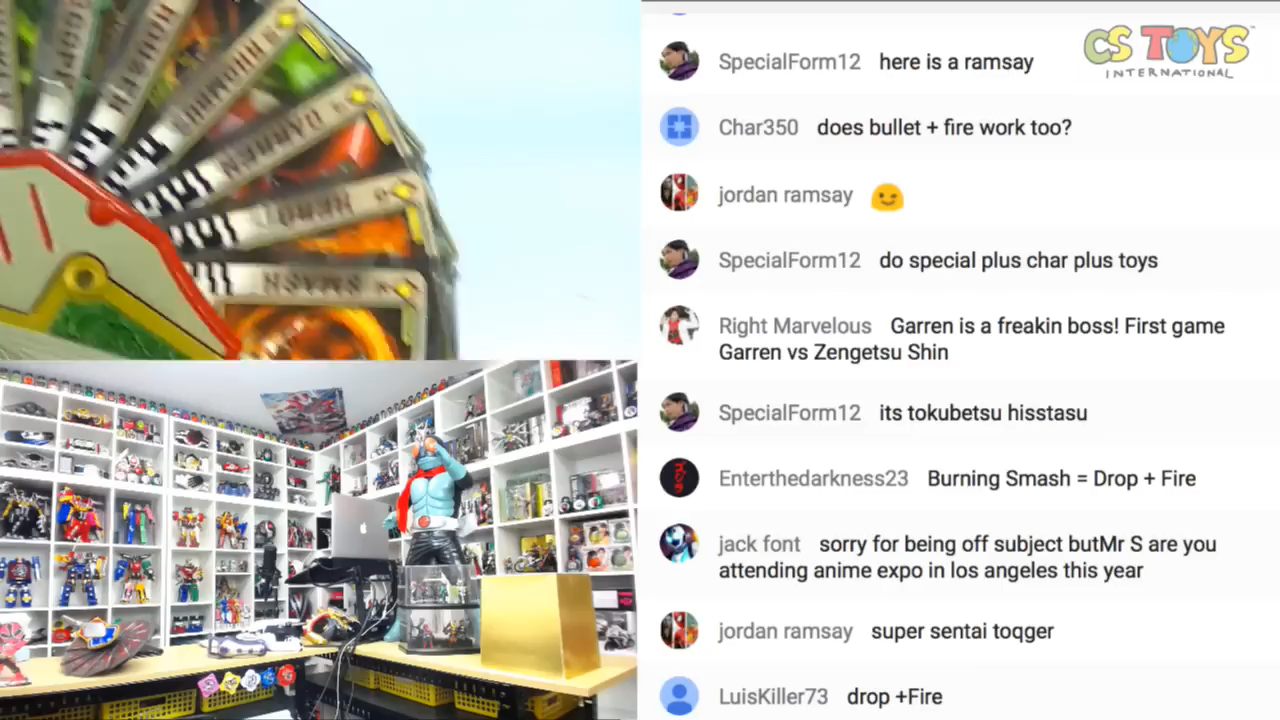 SMASH
CS TOYS
INTERNATIONAL
SpecialForm12 here is a ramsay
Char350 does bullet + fire work too?
jordan ramsay
SpecialForm12 do special plus char plus toys
Right Marvelous Garren is a freakin boss! First game
Garren vs Zengetsu Shin
SpecialForm12 its tokubetsu hisstasu
Enterthedarkness23 Burning Smash = Drop + Fire
jack font sorry for being off subject butMr S are you
attending anime expo in los angeles this year
jordan ramsay super sentai toqger
LuisKiller73 drop +Fire